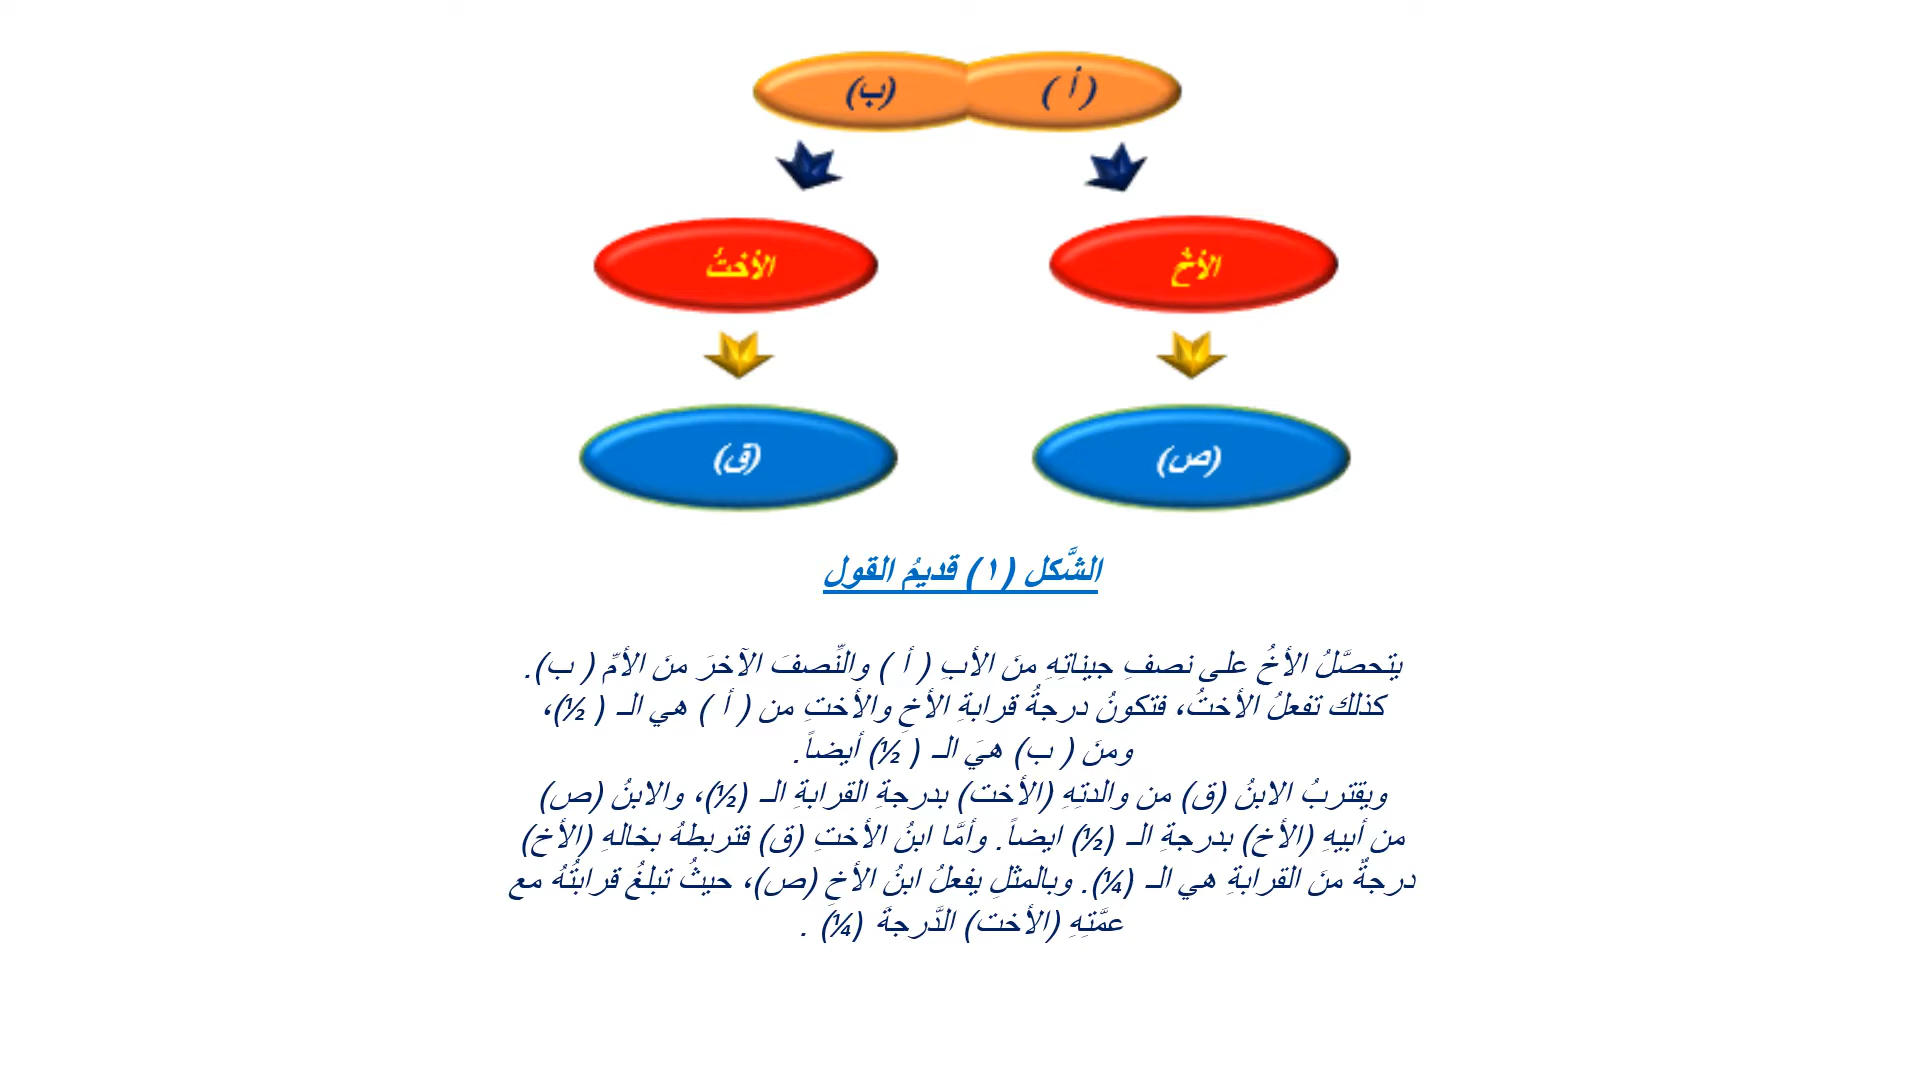 ( أ )
(ب)
الأخُ
الأختُ
(ص)
(ق)
الشَّكل (١) قديمُ القول
يتحصَّلُ الأخُ على نصفِ جيناتِهِ منَ الأبِ ( أ ) والنِّصفَ الآخرَ منَ الأمِّ ( ب).
كذلك تفعلُ الأختُ، فتكونُ درجةُ قرابةِ الأخِ والأختِ من ( أ ) هي الـ ( ½)،
ومنَ ( ب) هيَ الـ ( ½) أيضاً.
ويقتربُ الابنُ (ق) من والدتِهِ (الأخت) بدرجةِ القرابةِ الـ (½)، والابنُ (ص)
من أبيهِ (الأخ) بدرجةِ الـ (½) ايضاً. وأمَّا ابنُ الأختِ (ق) فتربطهُ بخالهِ (الأخ)
درجةٌ منَ القرابةِ هي الـ (¼). وبالمثلِ يفعلُ ابنُ الأخِ (ص)، حيثُ تبلغُ قرابتُهُ مع
عمَّتِهِ (الأخت) الدَّرجةَ (¼) .